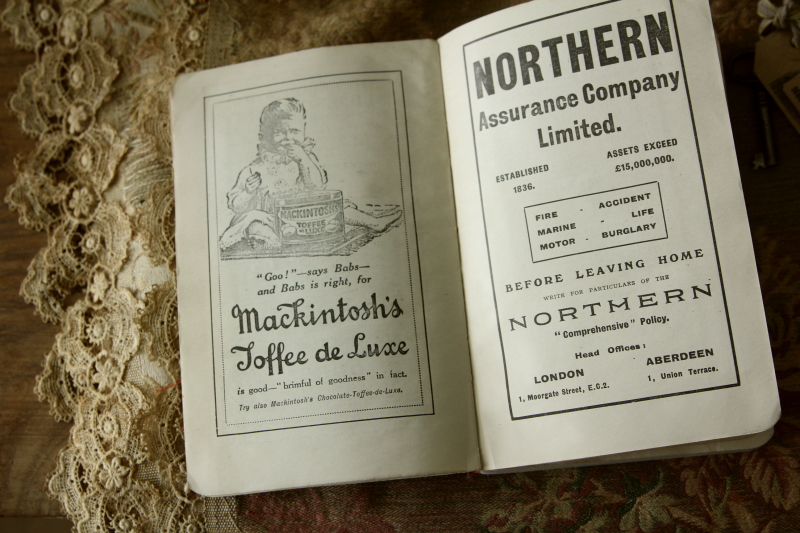 MACKINTOSH'S
TOFFEE
DE LUXE
"Goo!"—says Babs—
and Babs is right, for
Mackintosh's
Toffee de Luxe
is good—"brimful of goodness" in fact.
Try also Mackintosh's Chocolate-Toffee-de-Luxe.
NORTHERN
Assurance Company
Limited.
ESTABLISHED
1836.
ASSETS EXCEED
£15,000,000.
FIRE - ACCIDENT
MARINE - LIFE
MOTOR - BURGLARY
BEFORE LEAVING HOME
WRITE FOR PARTICULARS OF THE
NORTHERN
"Comprehensive" Policy.
Head Offices:
LONDON
1, Moorgate Street, E.C.2.
ABERDEEN
1, Union Terrace.